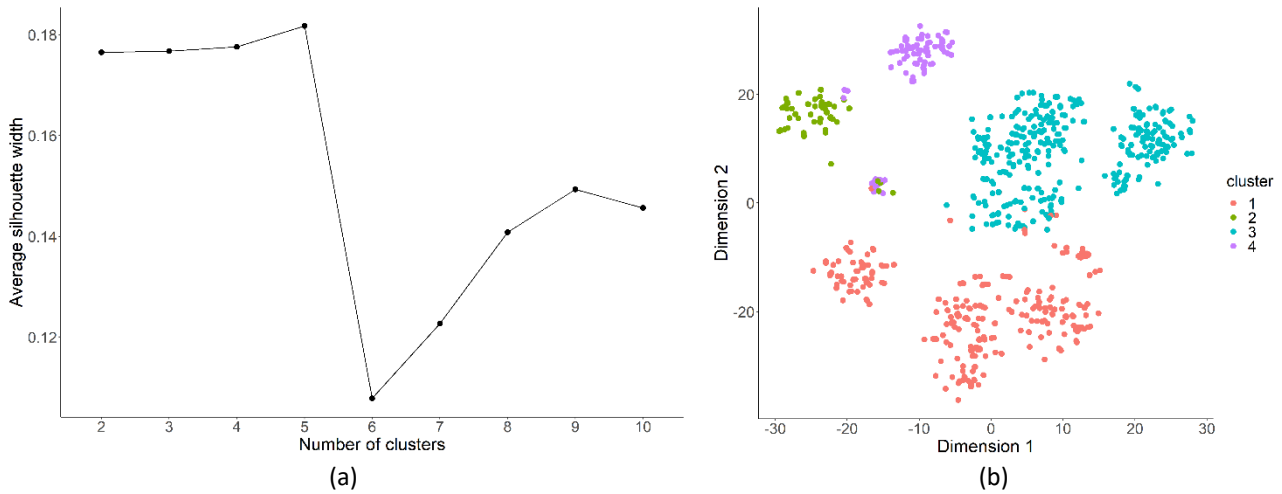 0.18
0.16
0.14
0.12
Average silhouette width
2 3 4 5 6 7 8 9 10
Number of clusters
(a)
20
0
-20
Dimension 2
-30 -20 -10 0 10 20 30
Dimension 1
cluster
1
2
3
4
(b)